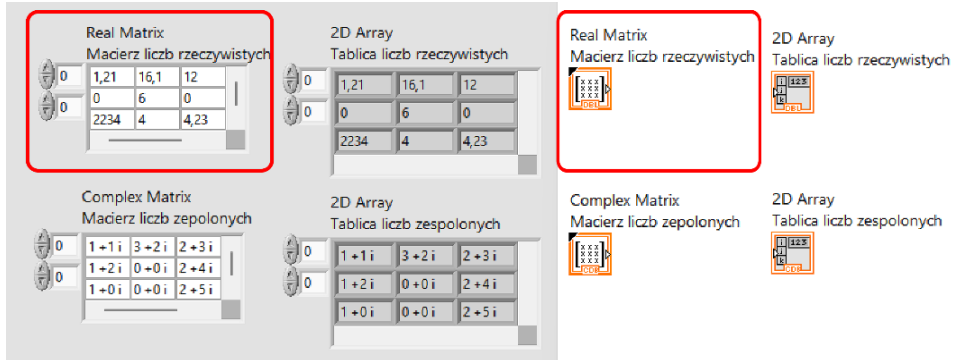 Real Matrix
Macierz liczb rzeczywistych
0
0
1,21 16,1 12
0 6 0
2234 4 4,23
2D Array
Tablica liczb rzeczywistych
0
0
1,21 16,1 12
0 6 0
2234 4 4,23
Real Matrix
Macierz liczb rzeczywistych
DBL
2D Array
Tablica liczb rzeczywistych
123
DBL
Complex Matrix
Macierz liczb zepolonych
0
0
1 +1 i 3 +2 i 2 +3 i
1 +2 i 0 +0 i 2 +4 i
1 +0 i 0 +0 i 2 +5 i
2D Array
Tablica liczb zespolonych
0
0
1 +1 i 3 +2 i 2 +3 i
1 +2 i 0 +0 i 2 +4 i
1 +0 i 0 +0 i 2 +5 i
Complex Matrix
Macierz liczb zepolonych
CDB
2D Array
Tablica liczb zespolonych
123
CDB